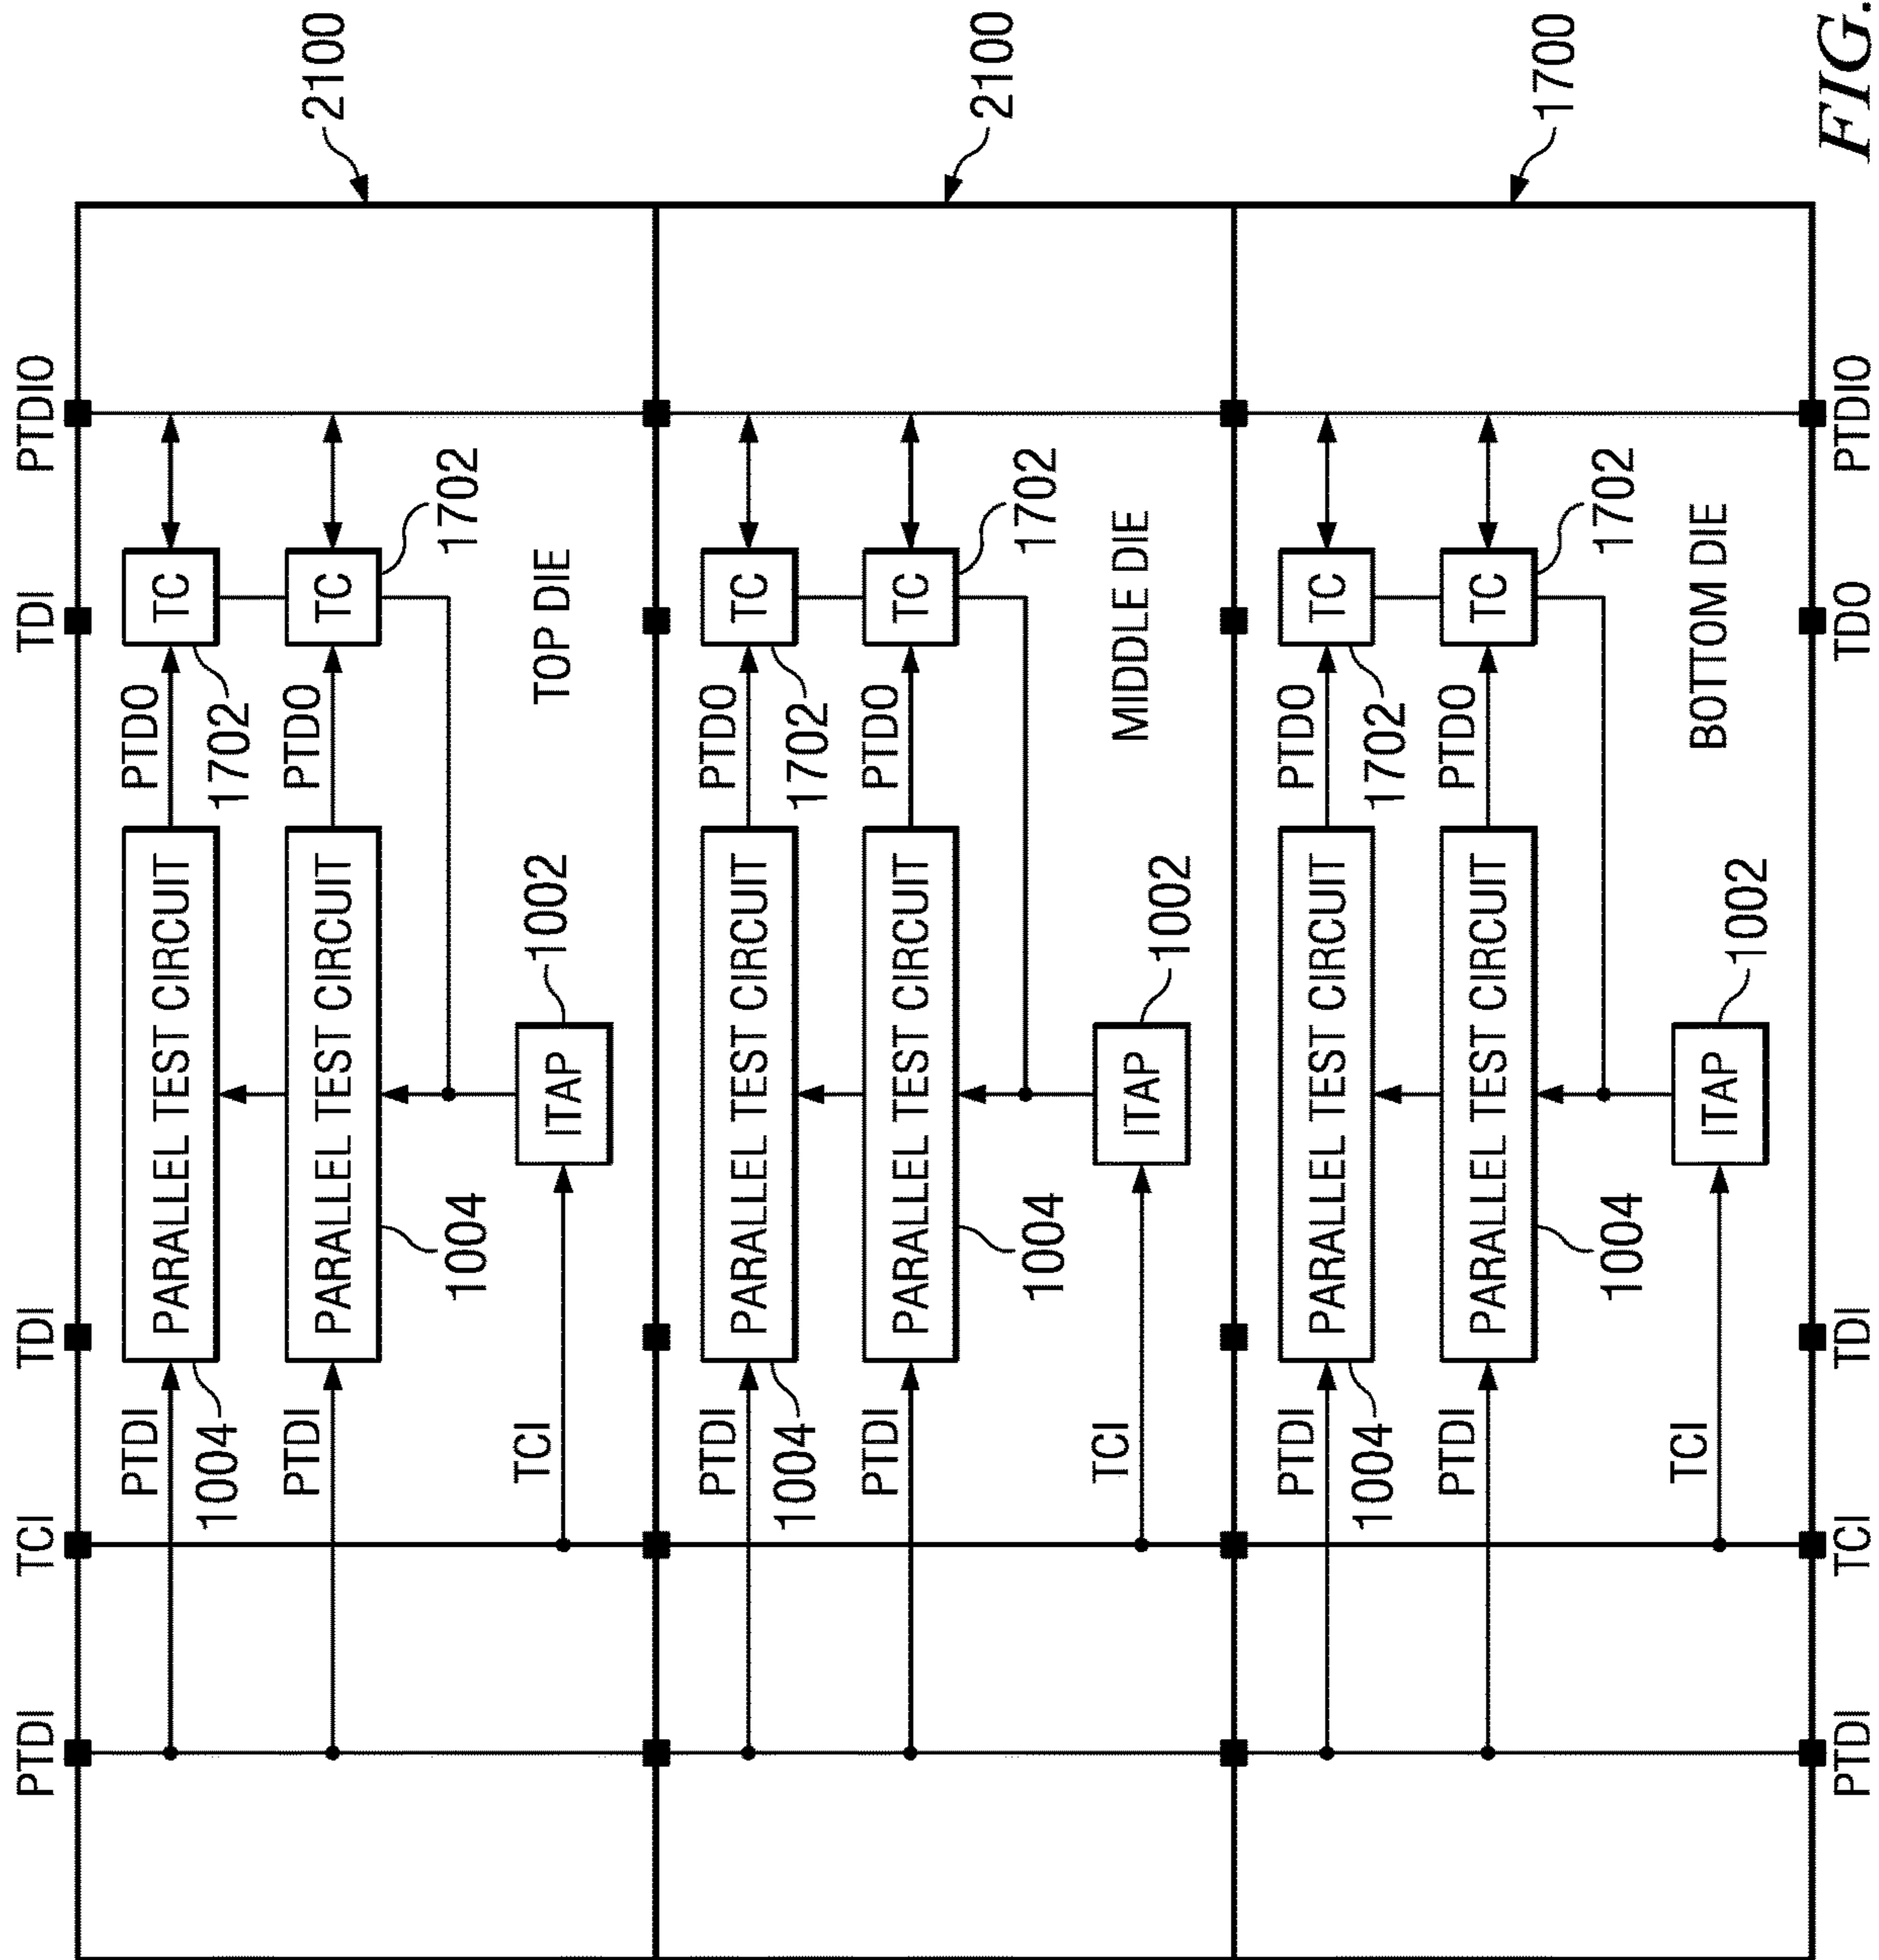 PTDI
TCI
TDI
TDI
PTDIO
PTDI
PARALLEL TEST CIRCUIT
PTDO
TC
1004
1702
PTDI
PARALLEL TEST CIRCUIT
PTDO
TC
1004
1702
TCI
ITAP
1002
TOP DIE
2100
PTDI
PARALLEL TEST CIRCUIT
PTDO
TC
1004
1702
PTDI
PARALLEL TEST CIRCUIT
PTDO
TC
1004
1702
TCI
ITAP
1002
MIDDLE DIE
2100
PTDI
PARALLEL TEST CIRCUIT
PTDO
TC
1004
1702
PTDI
PARALLEL TEST CIRCUIT
PTDO
TC
1004
1702
TCI
ITAP
1002
BOTTOM DIE
1700
PTDI
TCI
TDI
TDO
PTDIO
FIG.